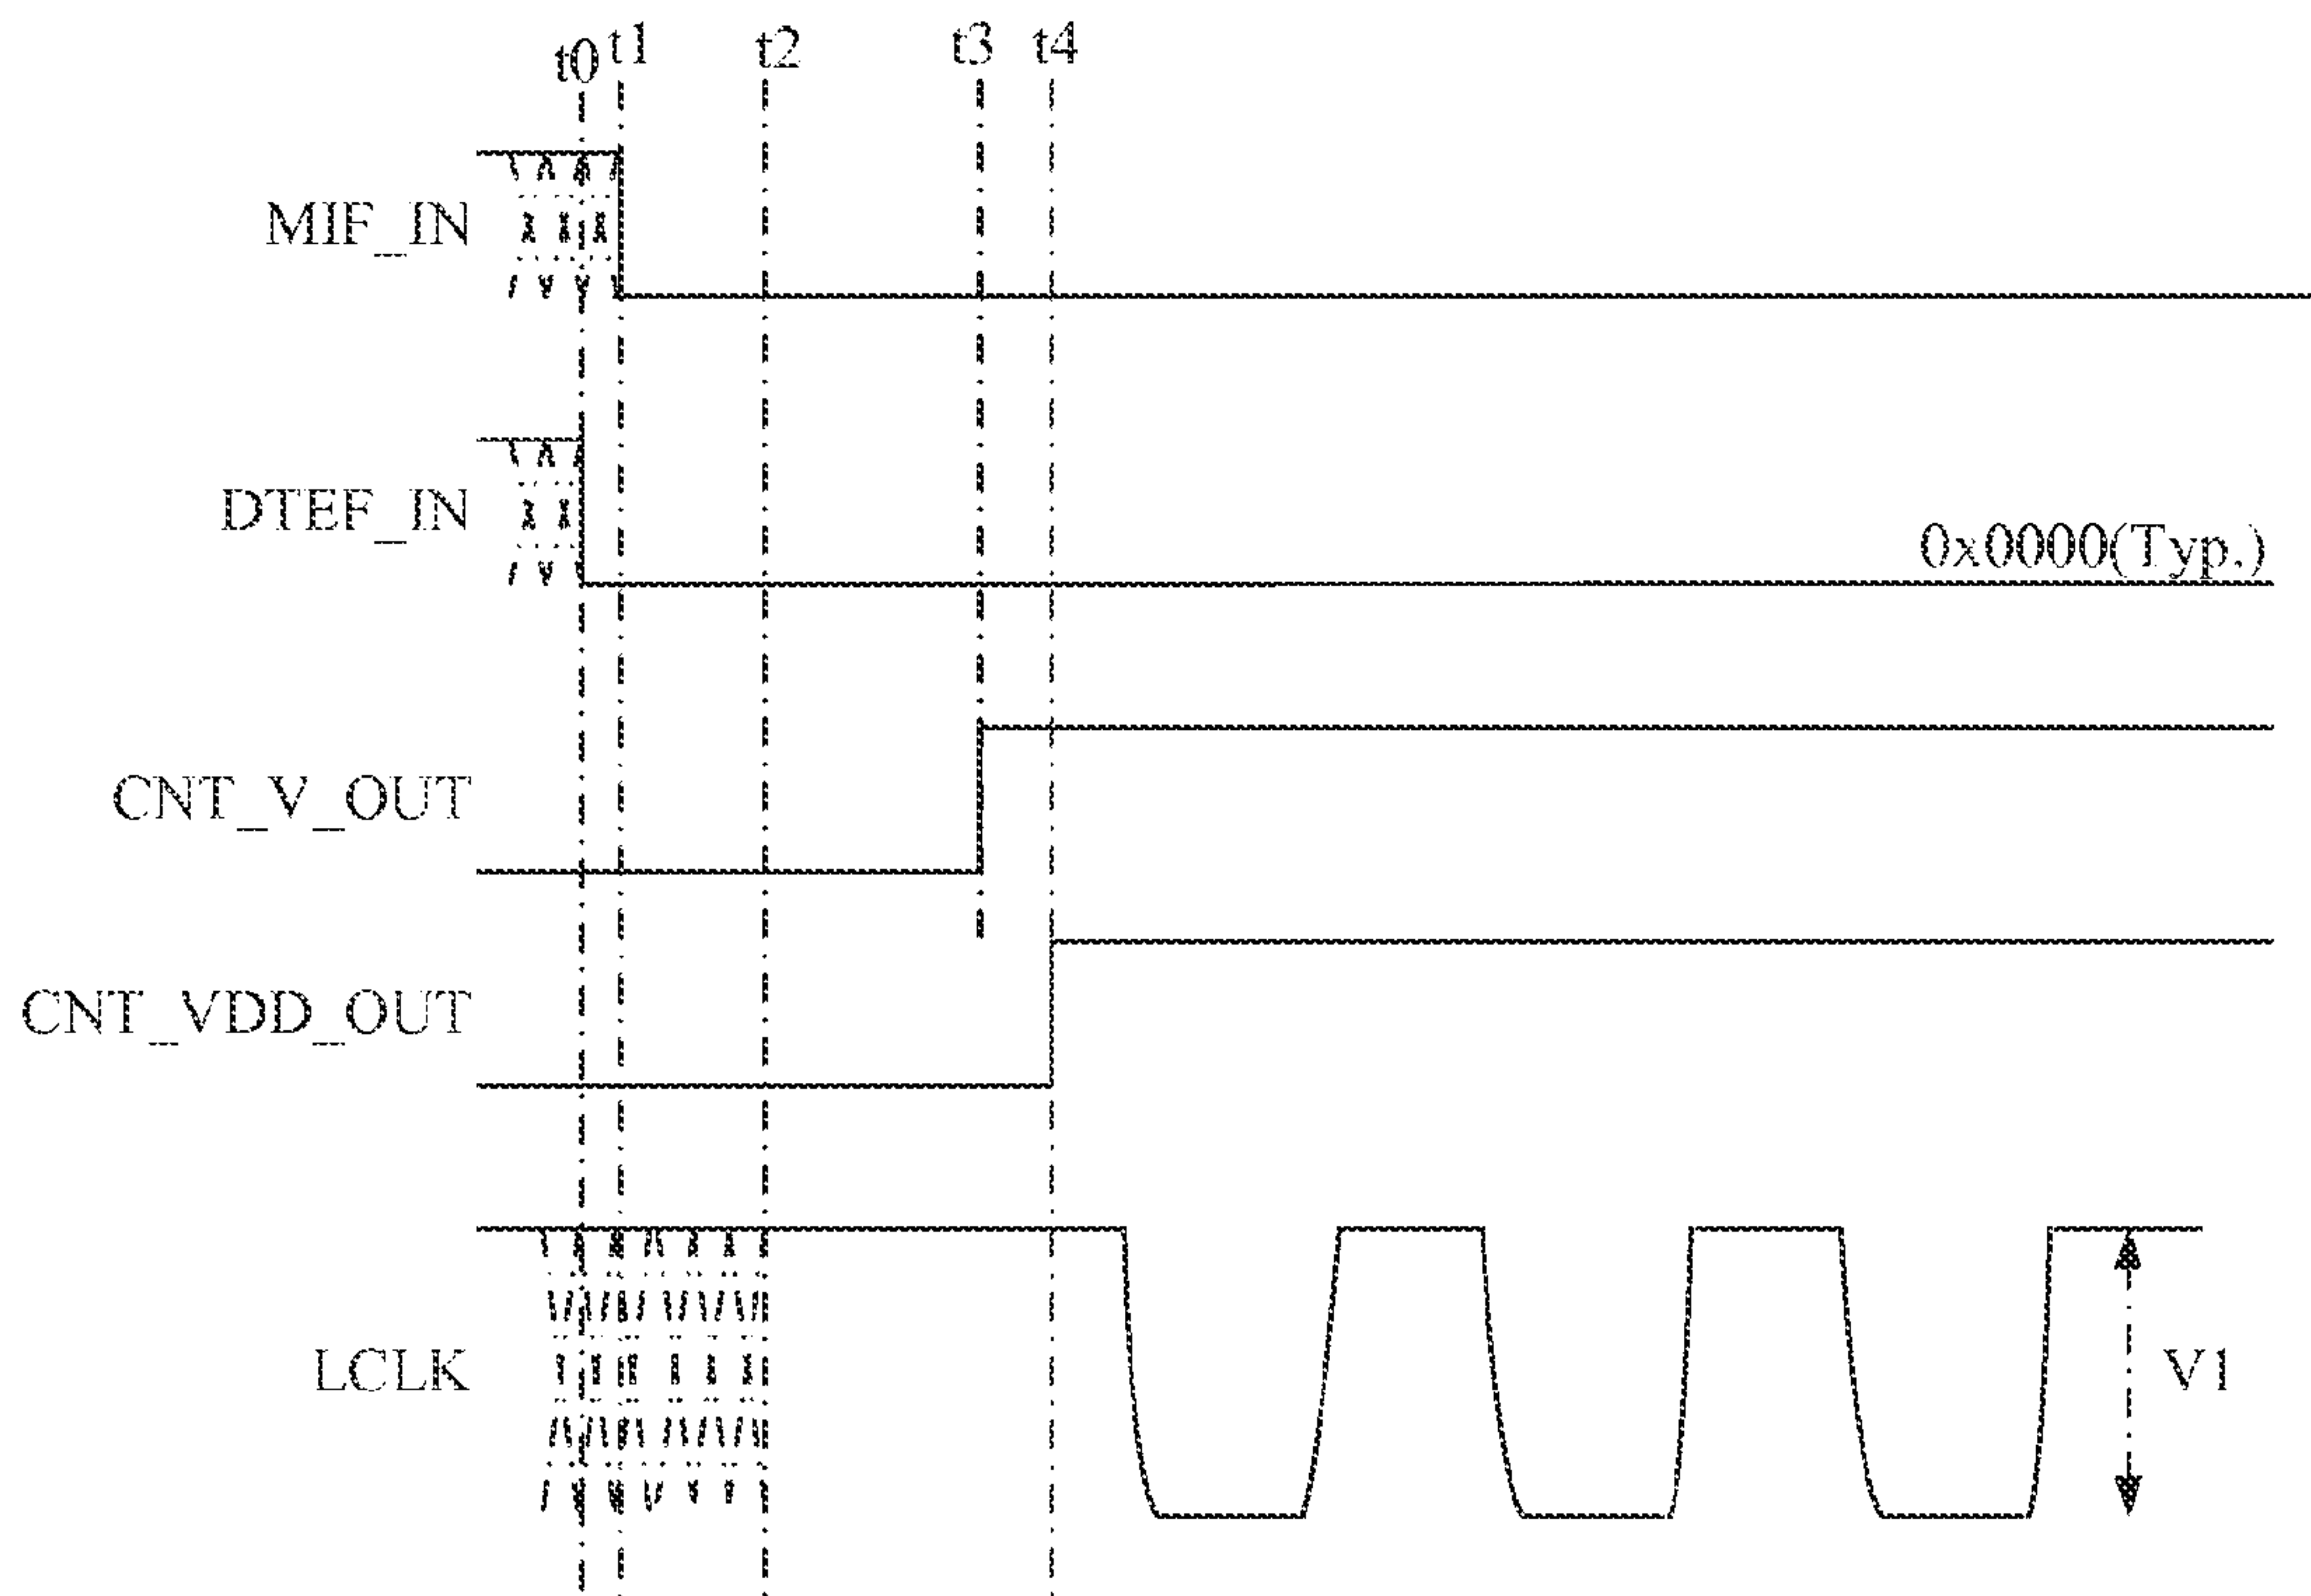 t0 t1 t2 t3 t4
MIF_IN
DTEF_IN
0x0000(Typ.)
CNT_V_OUT
CNT_VDD_OUT
LCLK
V1